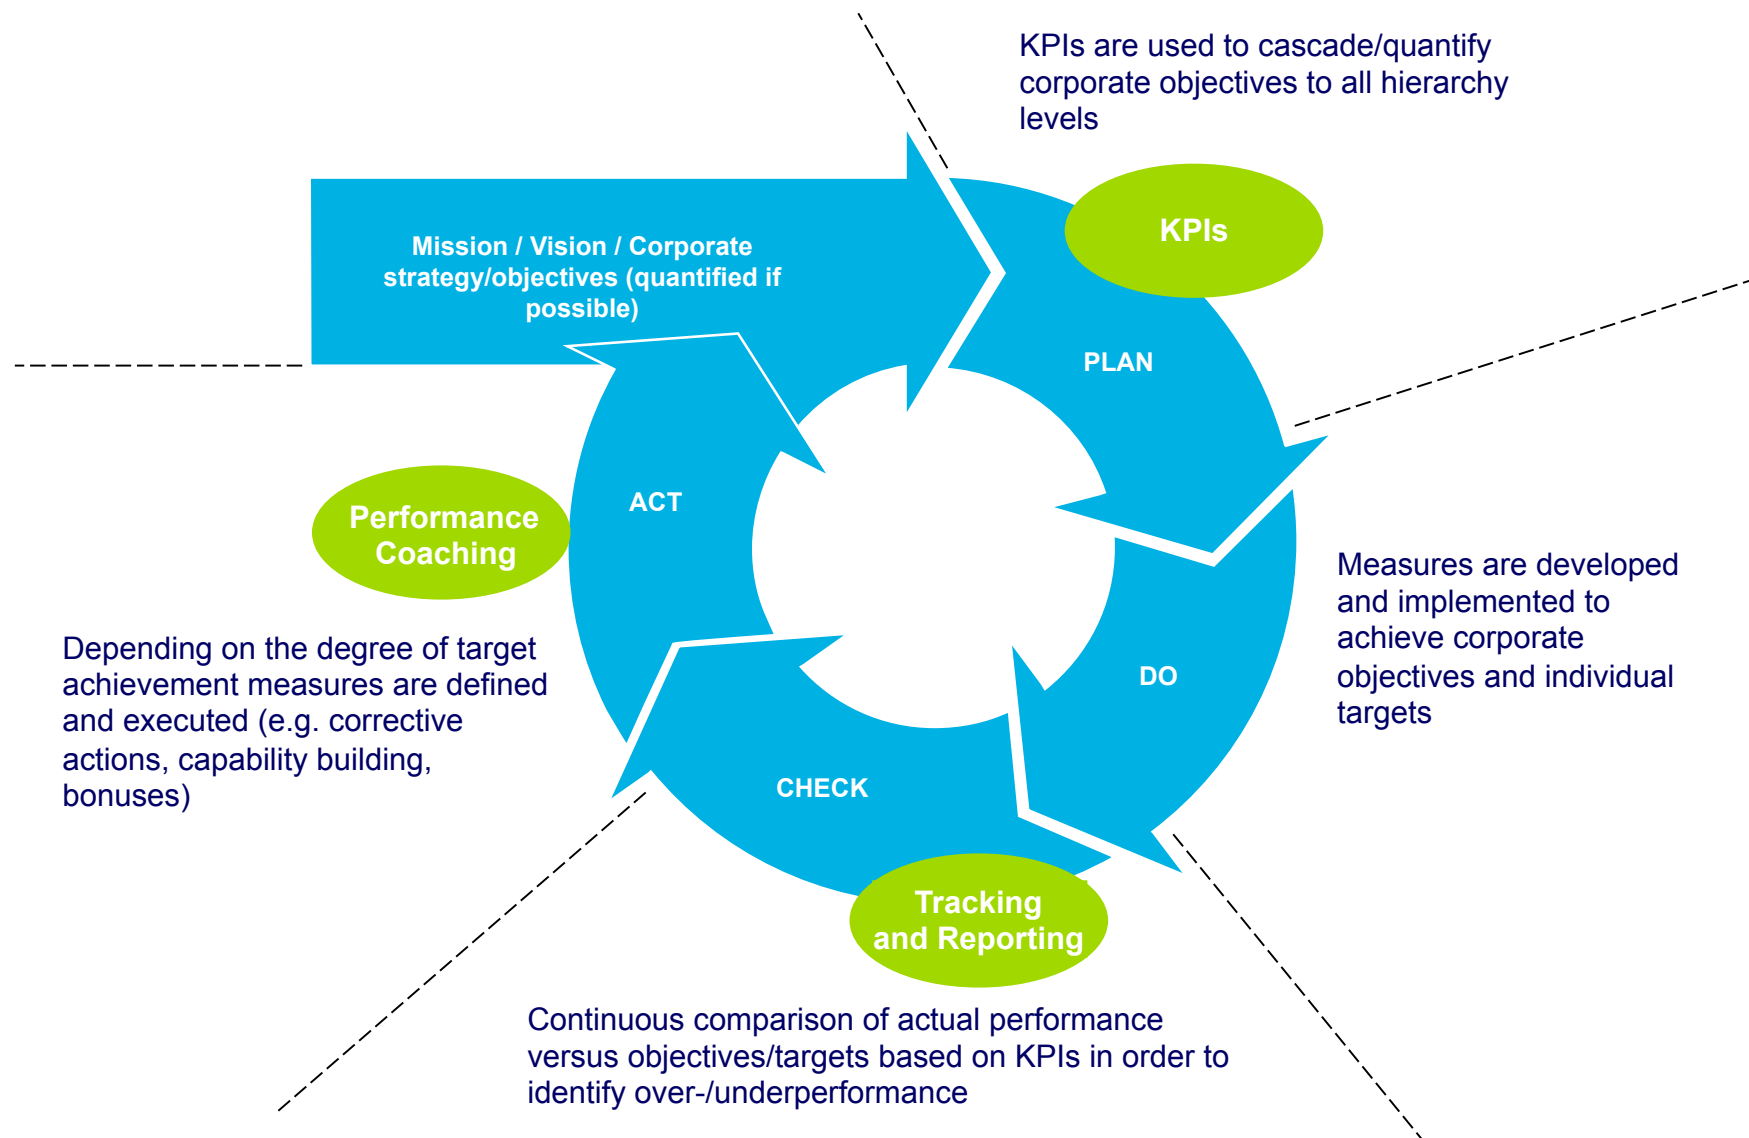 KPIs are used to cascade/quantify
corporate objectives to all hierarchy
levels
KPIs
Mission / Vision / Corporate
strategy/objectives (quantified if
possible)
PLAN
ACT
Performance
Coaching
Measures are developed
and implemented to
achieve corporate
objectives and individual
targets
Depending on the degree of target
achievement measures are defined
and executed (e.g. corrective
actions, capability building,
bonuses)
DO
CHECK
Tracking
and Reporting
Continuous comparison of actual performance
versus objectives/targets based on KPIs in order to
identify over-/underperformance